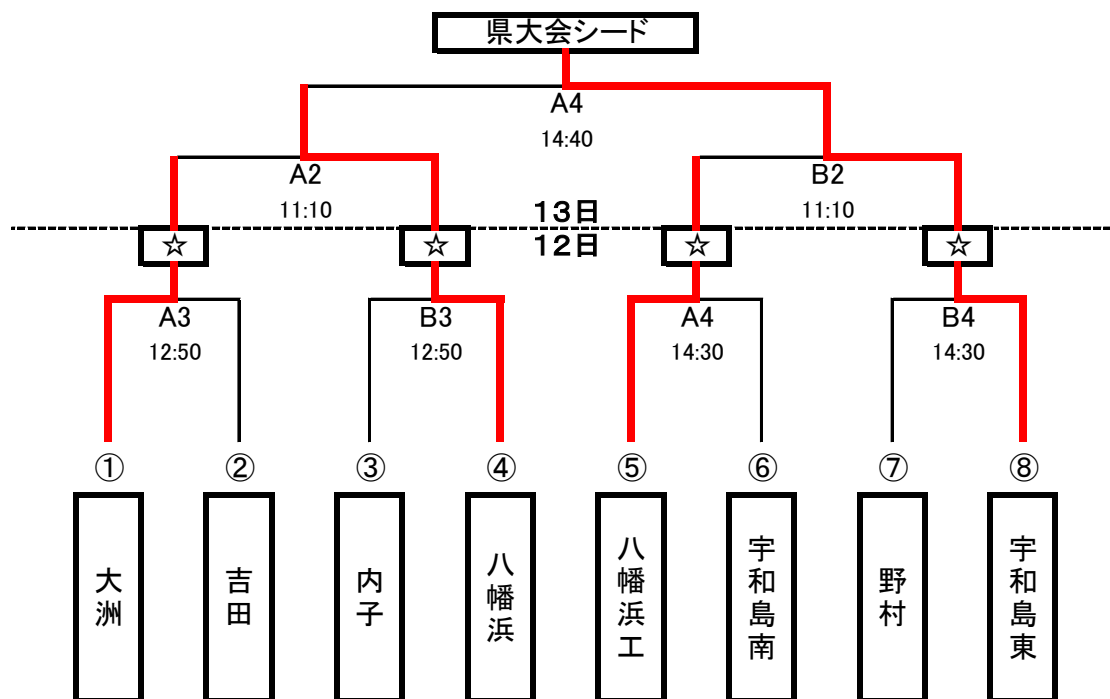 県大会シード
A4
14:40
A2
B2
11:10
13日
11:10
☆
☆
12日
☆
☆
A3
B3
A4
B4
12:50
12:50
14:30
14:30
①
②
③
④
⑤
⑥
⑦
⑧
大洲
吉田
内子
八幡浜
八幡浜工
宇和島南
野村
宇和島東